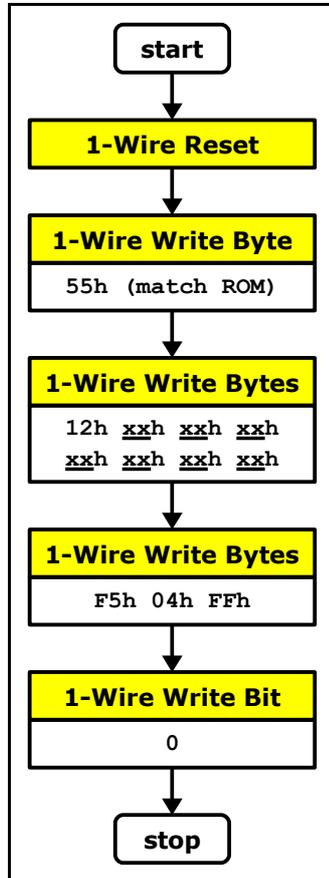 start
1-Wire Reset
1-Wire Write Byte
55h (match ROM)
1-Wire Write Bytes
12h xxh xxh xxh
xxh xxh xxh xxh
1-Wire Write Bytes
F5h 04h FFh
1-Wire Write Bit
0
stop